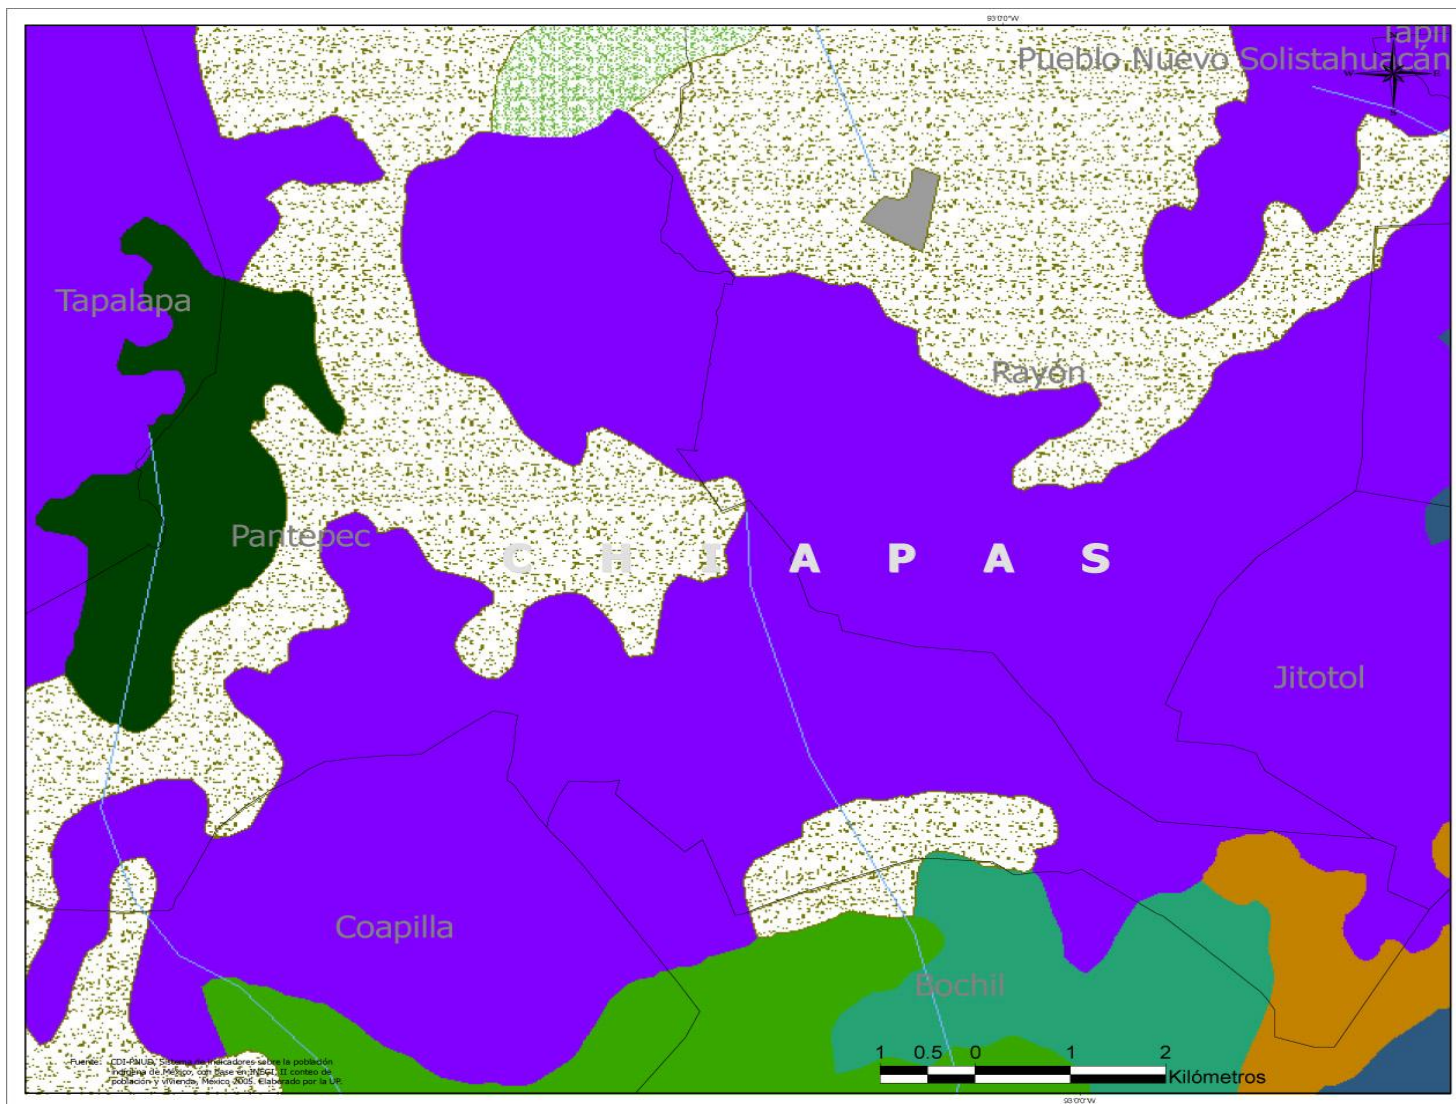 93°0'0"W
Tapil
Pueblo Nuevo Solistahuacán
W E
Tapalapa
Rayón
Pantepec
C H I A P A S
Jitotol
Coapilla
Bochil
Fuente: CDI-PNUD, Sistema de indicadores sobre la población
indígena de México, con base en INEGI, II conteo de
población y vivienda, México 2005. Elaborado por la UP.
1 0.5 0 1 2
Kilómetros
93°0'0"W